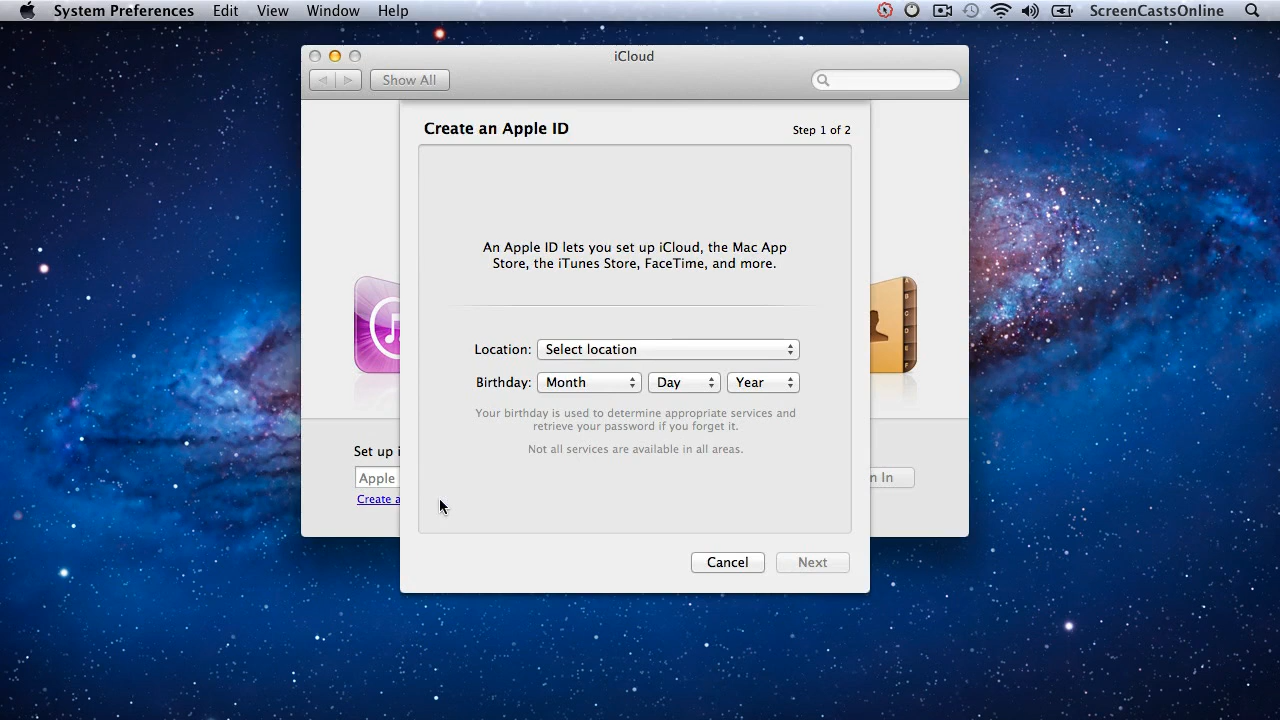 System Preferences Edit View Window Help ScreenCastsOnline
iCloud
Show All
Create an Apple ID Step 1 of 2
An Apple ID lets you set up iCloud, the Mac App
Store, the iTunes Store, FaceTime, and more.
Location: Select location
Birthday: Month Day Year
Your birthday is used to determine appropriate services and
retrieve your password if you forget it.
Not all services are available in all areas.
Set up i
Apple n In
Create a
Cancel Next